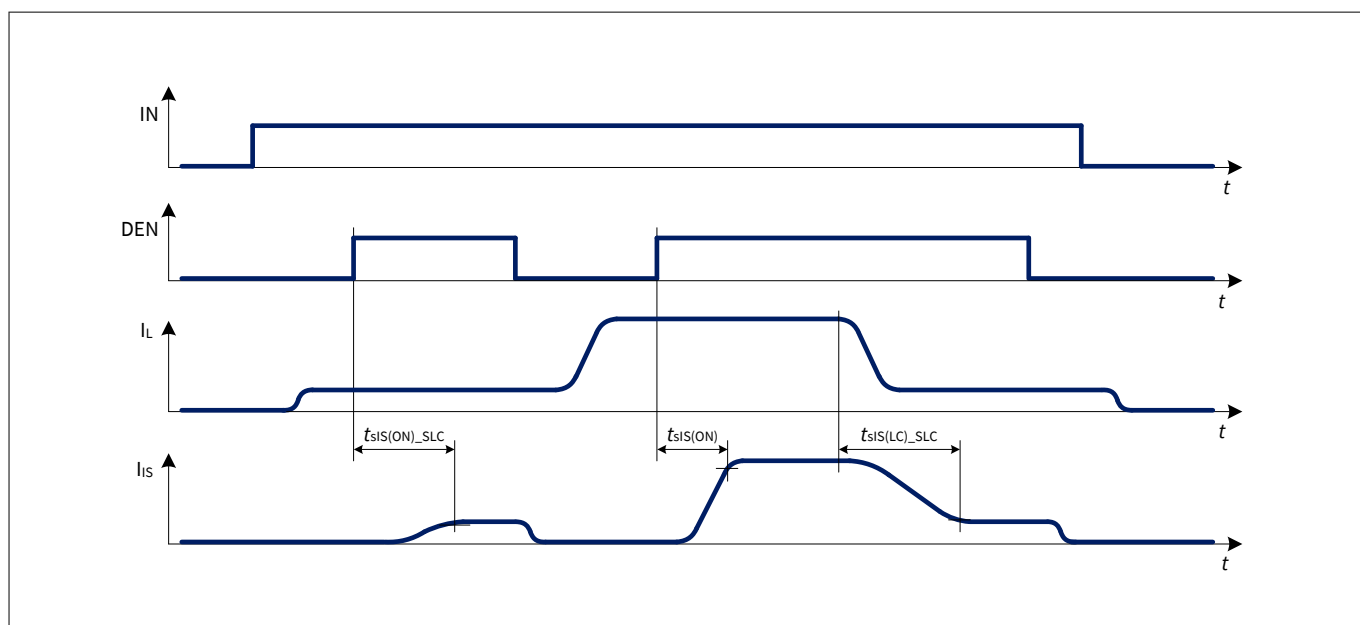 IN
t
DEN
t
IL
t
tsIS(ON)_SLC
tsIS(ON)
tsIS(LC)_SLC
IIS
t